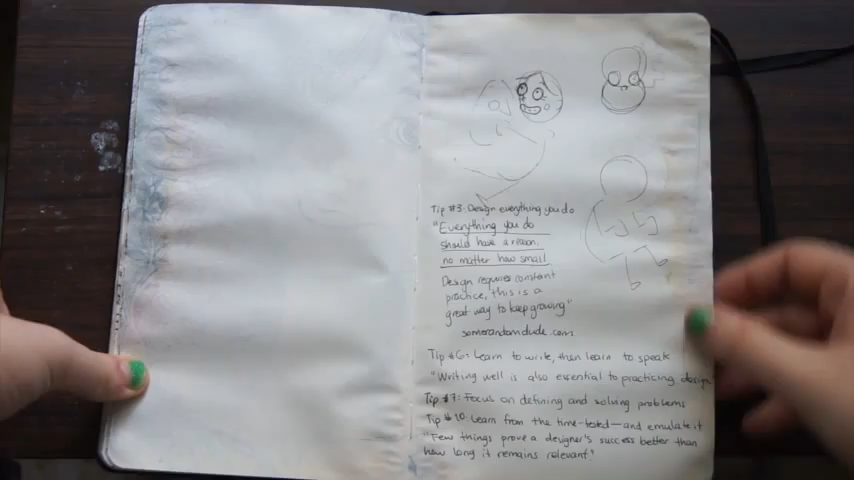 Tip #3: Design everything you do
"Everything you do
should have a reason,
no matter how small.
Design requires constant
practice, this is a
great way to keep growing"
somerandomdude.com
Tip #6: Learn to write, then learn to speak
"Writing well is also essential to practicing design
Tip #7: Focus on defining and solving problems
Tip #10: Learn from the time-tested—and emulate it
"Few things prove a designer's success better than
how long it remains relevant."